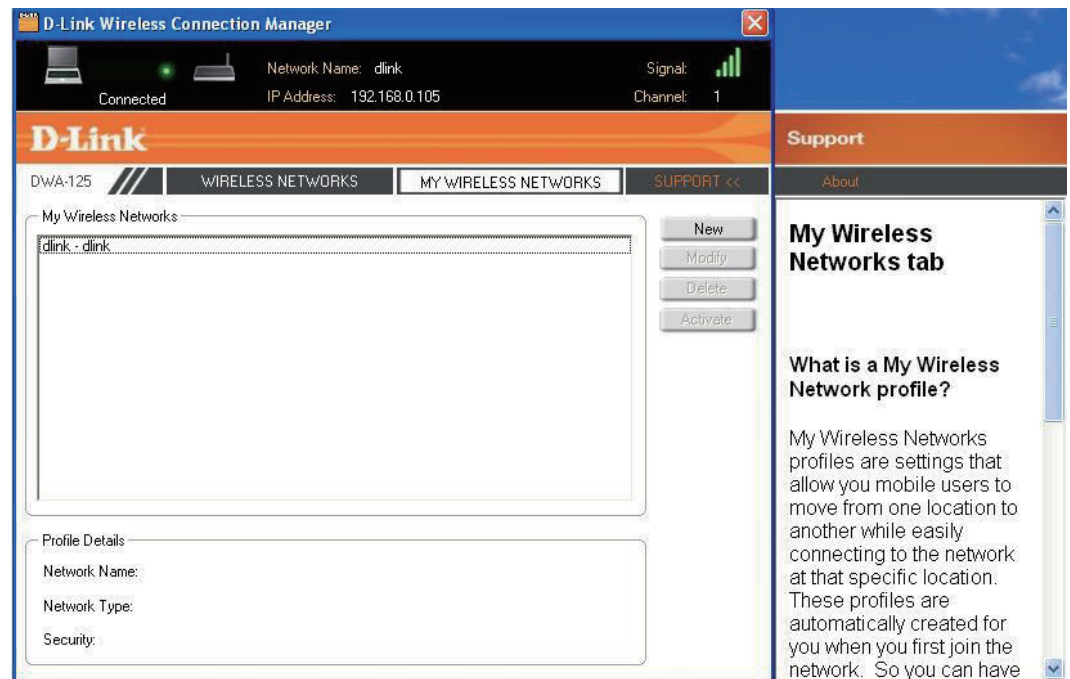 D-Link Wireless Connection Manager
Network Name: dlink
Signal:
Connected
IP Address: 192.168.0.105
Channel: 1
D-Link
DWA-125
WIRELESS NETWORKS
MY WIRELESS NETWORKS
SUPPORT <<
My Wireless Networks
dlink - dlink
New
Modify
Delete
Activate
Profile Details
Network Name:
Network Type:
Security:
Support
About
My Wireless
Networks tab
What is a My Wireless
Network profile?
My Wireless Networks
profiles are settings that
allow you mobile users to
move from one location to
another while easily
connecting to the network
at that specific location.
These profiles are
automatically created for
you when you first join the
network. So you can have